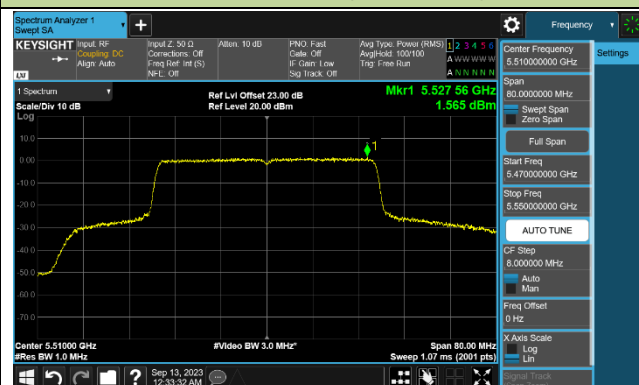 Spectrum Analyzer 1
Swept SA
Frequency
KEYSIGHT
Input: RF
Coupling: DC
Align: Auto
Input Z: 50 Ω
Corrections: Off
Freq Ref: Int (S)
NFE: Off
Atten: 10 dB
PNO: Fast
Gate: Off
IF Gain: Low
Sig Track: Off
Avg Type: Power (RMS)
Avg|Hold: 100/100
Trig: Free Run
1 2 3 4 5 6
A W W W W W
A N N N N N
LXI
1 Spectrum
Scale/Div 10 dB
Log
Ref Lvl Offset 23.00 dB
Ref Level 20.00 dBm
Mkr1 5.527 56 GHz
1.565 dBm
1
10.0
0.00
-10.0
-20.0
-30.0
-40.0
-50.0
-60.0
-70.0
Center 5.51000 GHz
#Res BW 1.0 MHz
#Video BW 3.0 MHz*
Span 80.00 MHz
Sweep 1.07 ms (2001 pts)
Sep 13, 2023
12:33:32 AM
Center Frequency
5.510000000 GHz
Span
80.0000000 MHz
Swept Span
Zero Span
Full Span
Start Freq
5.470000000 GHz
Stop Freq
5.550000000 GHz
AUTO TUNE
CF Step
8.000000 MHz
Auto
Man
Freq Offset
0 Hz
X Axis Scale
Log
Lin
Signal Track
Settings